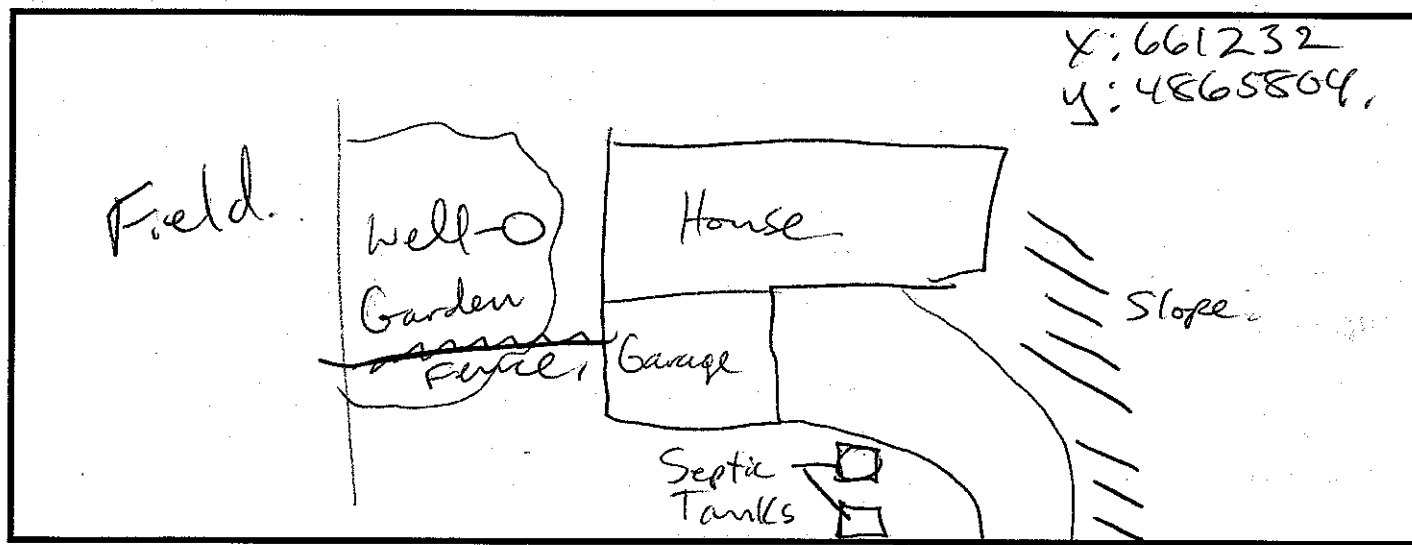 x: 661232
y: 4865804.
Field.
Well
House
Garden
Slope.
Fence,
Garage
Septic
Tanks